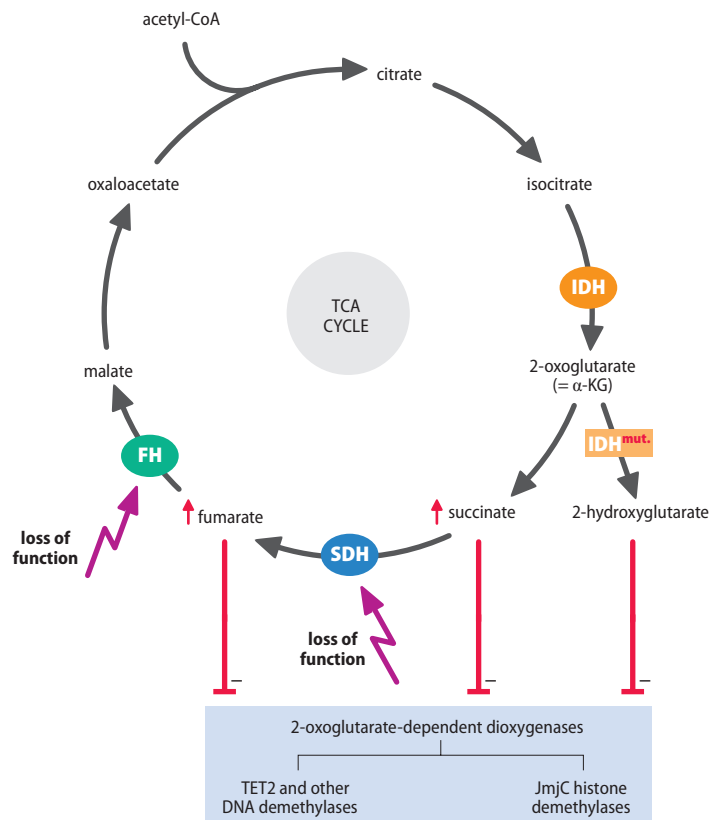 acetyl-CoA
citrate
oxaloacetate
isocitrate
IDH
TCA
CYCLE
2-oxoglutarate
(= α-KG)
malate
IDHmut.
FH
fumarate
succinate
2-hydroxyglutarate
loss of
function
SDH
loss of
function
–
–
–
2-oxoglutarate-dependent dioxygenases
TET2 and other
DNA demethylases
JmjC histone
demethylases